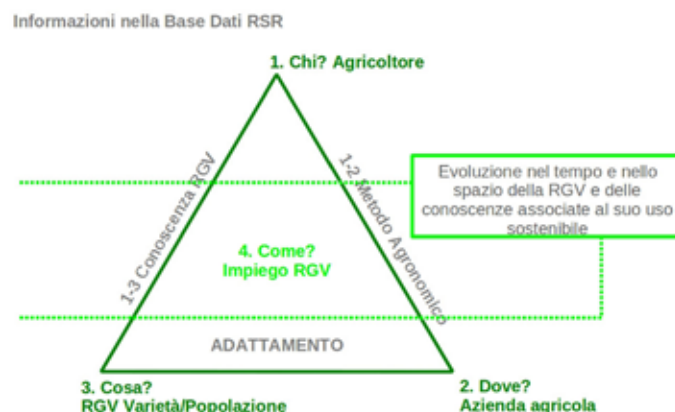 Informazioni nella Base Dati RSR
1. Chi? Agricoltore
1-3 Conoscenza RGV
1-2 Metodo Agronomico
Evoluzione nel tempo e nello
spazio della RGV e delle
conoscenze associate al suo uso
sostenibile
4. Come?
Impiego RGV
ADATTAMENTO
3. Cosa?
RGV Varietà/Popolazione
2. Dove?
Azienda agricola